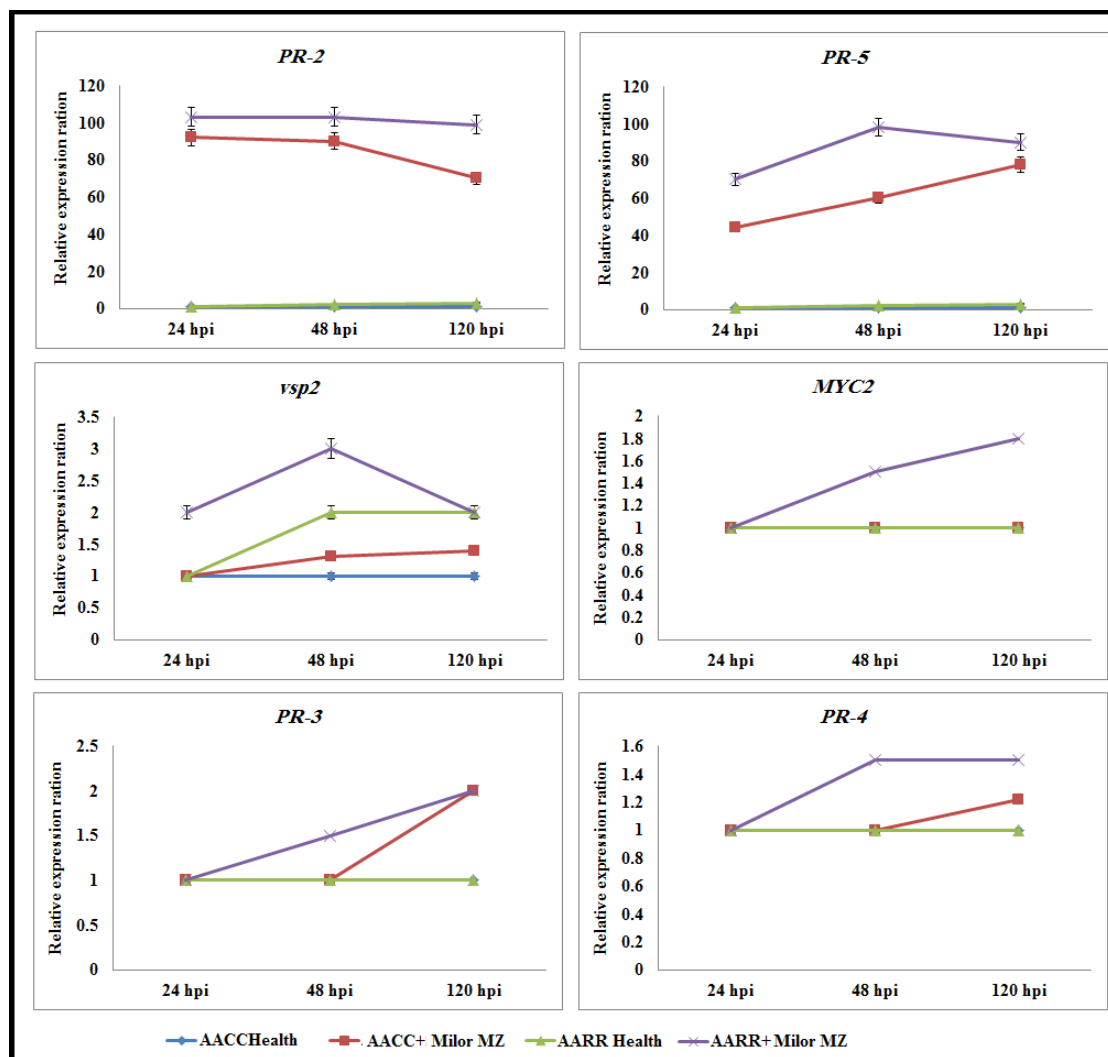 PR-2
Relative expression ration
120
100
80
60
40
20
0
24 hpi 48 hpi 120 hpi
PR-5
Relative expression ration
120
100
80
60
40
20
0
24 hpi 48 hpi 120 hpi
vsp2
Relative expression ration
3.5
3
2.5
2
1.5
1
0.5
0
24 hpi 48 hpi 120 hpi
MYC2
Relative expression ration
2
1.8
1.6
1.4
1.2
1
0.8
0.6
0.4
0.2
0
24 hpi 48 hpi 120 hpi
PR-3
Relative expression ration
2.5
2
1.5
1
0.5
0
24 hpi 48 hpi 120 hpi
PR-4
Relative expression ration
1.6
1.4
1.2
1
0.8
0.6
0.4
0.2
0
24 hpi 48 hpi 120 hpi
AACCHealth AACC+ Milor MZ AARR Health AARR+ Milor MZ